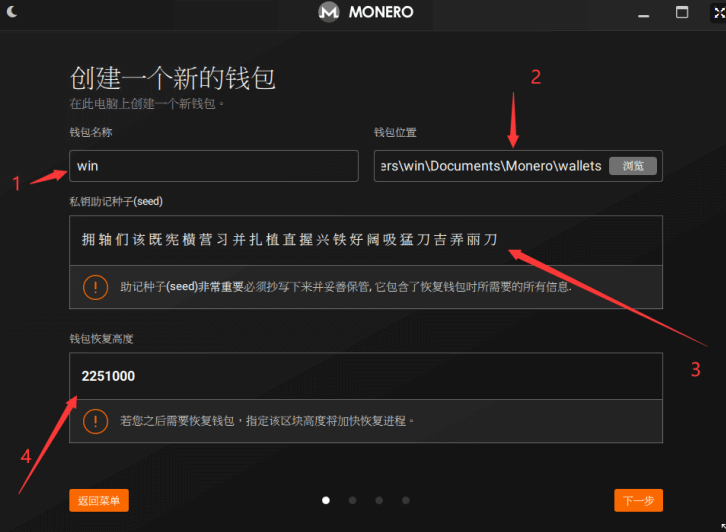 MONERO
创建一个新的钱包
在此电脑上创建一个新钱包。
钱包名称
钱包位置
win
ers\win\Documents\Monero\wallets
浏览
私钥助记种子(seed)
拥 轴 们 该 既 宪 横 营 习 并 扎 植 直 握 兴 铁 好 阔 吸 猛 刀 吉 弄 丽 刀
助记种子(seed)非常重要必须抄写下来并妥善保管, 它包含了恢复钱包时所需要的所有信息.
钱包恢复高度
2251000
若您之后需要恢复钱包，指定该区块高度将加快恢复进程。
返回菜单
下一步
1
2
3
4